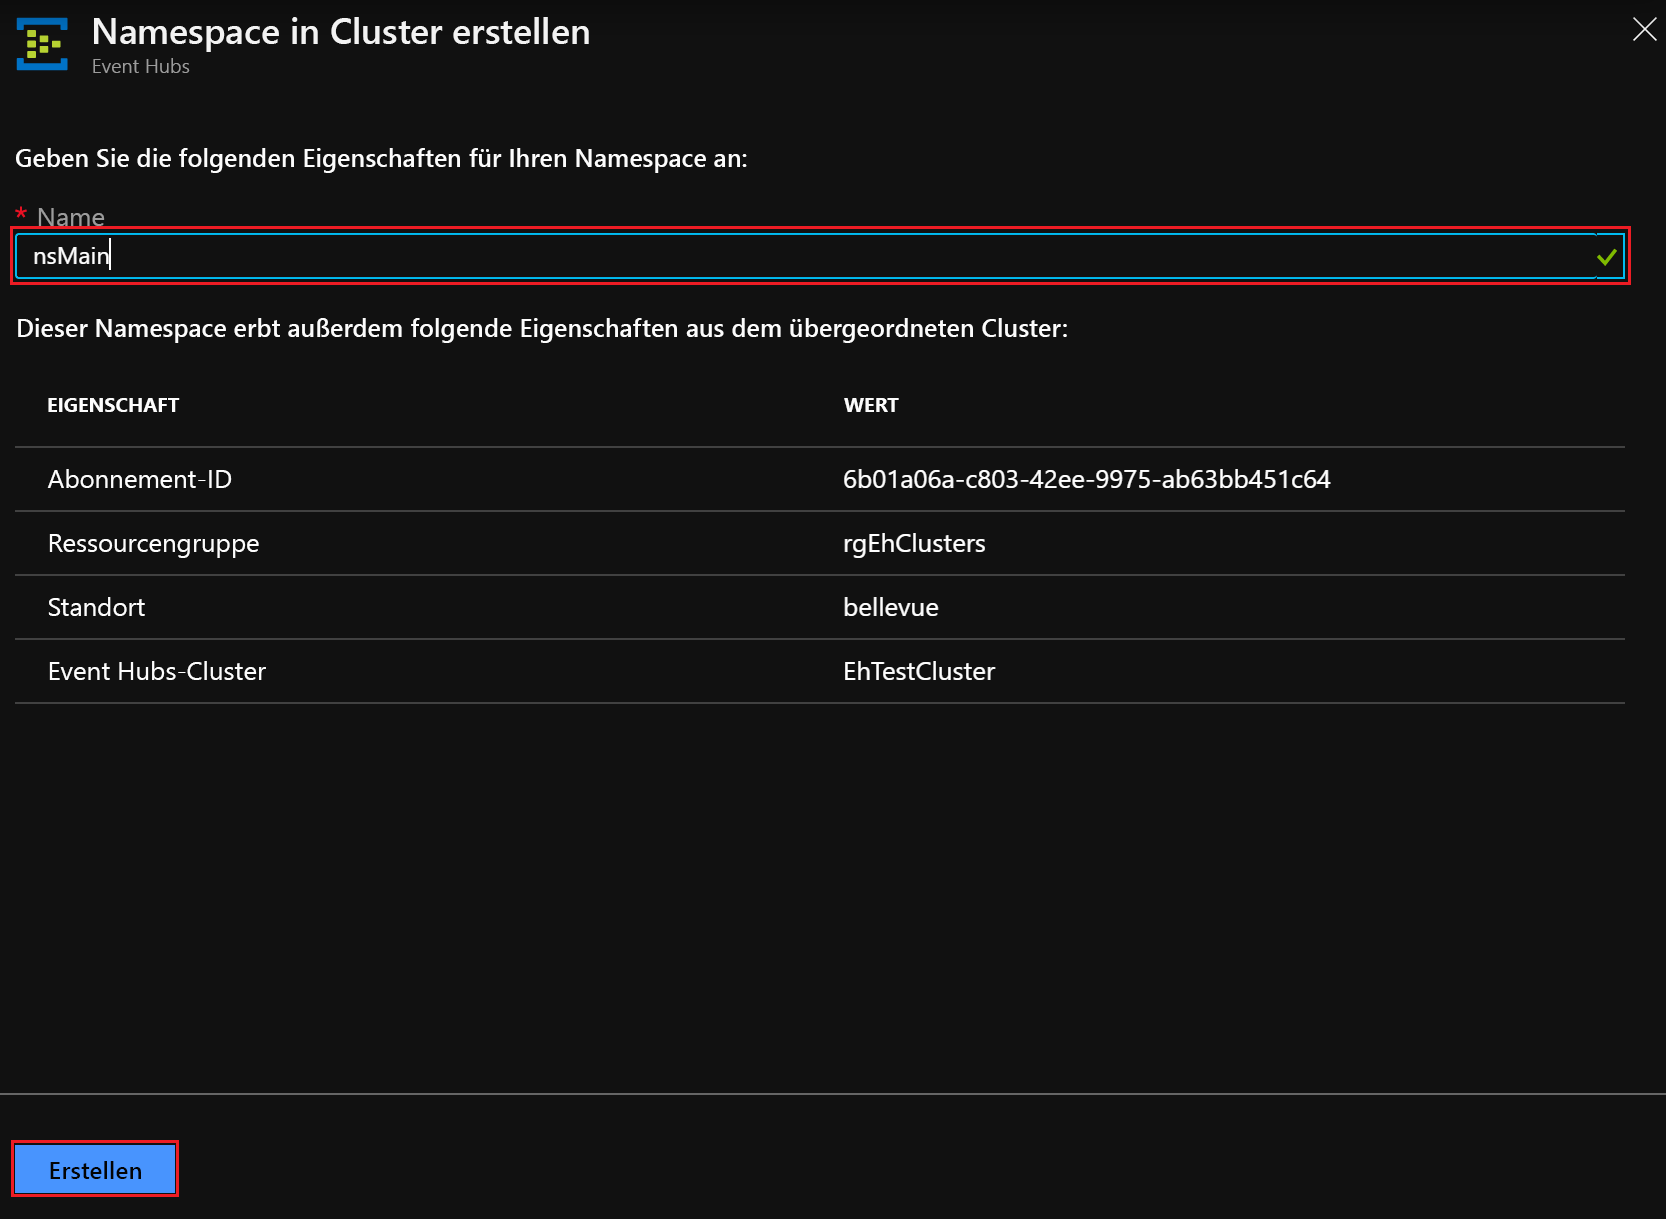 Namespace in Cluster erstellen
Event Hubs
Geben Sie die folgenden Eigenschaften für Ihren Namespace an:
* Name
nsMain
Dieser Namespace erbt außerdem folgende Eigenschaften aus dem übergeordneten Cluster:
EIGENSCHAFT WERT
Abonnement-ID 6b01a06a-c803-42ee-9975-ab63bb451c64
Ressourcengruppe rgEhClusters
Standort bellevue
Event Hubs-Cluster EhTestCluster
Erstellen